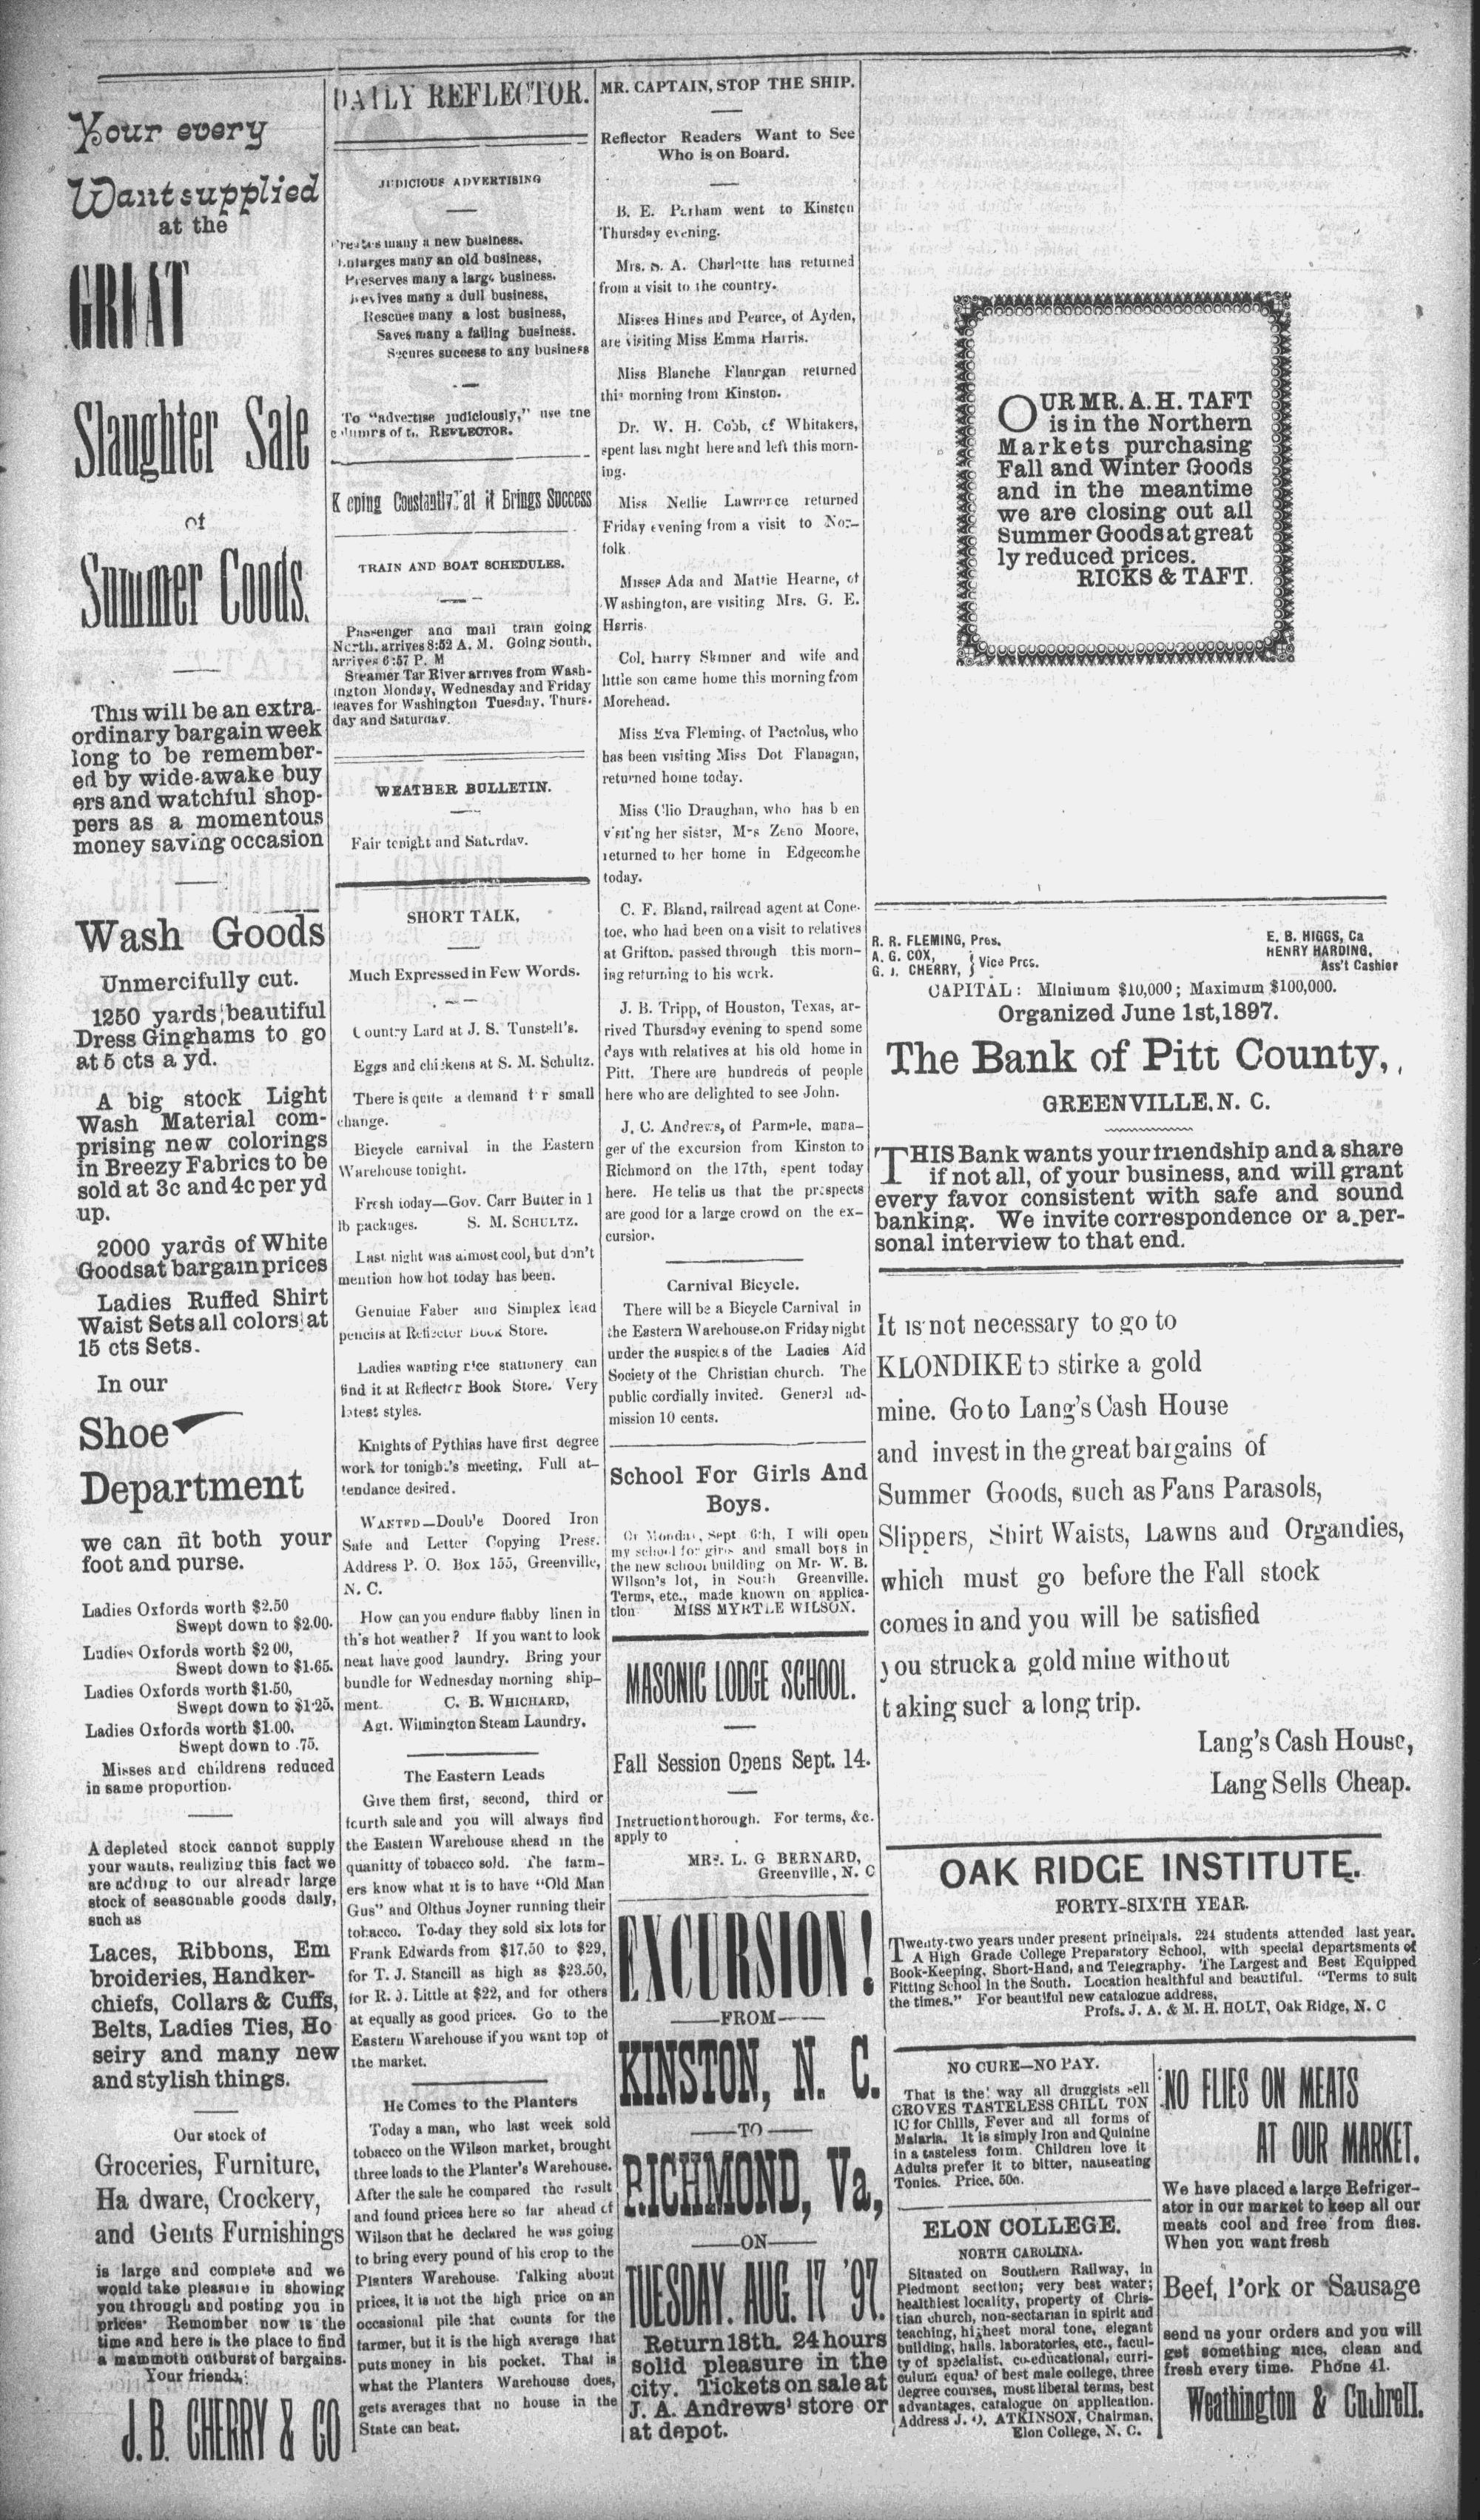 Your every
Want supplied
at the
GREAT
Slaughter Sale
of
Summer Goods.
This will be an extra-
ordinary bargain week
long to be remember-
ed by wide-awake buy
ers and watchful shop-
pers as a momentous
money saving occasion
Wash Goods
Unmercifully cut.
1250 yards beautiful
Dress Ginghams to go
at 5 cts a yd.
A big stock Light
Wash Material com-
prising new colorings
in Breezy Fabrics to be
sold at 3c and 4c per yd
up.
2000 yards of White
Goodsat bargain prices
Ladies Ruffed Shirt
Waist Sets all colors at
15 cts Sets.
In our
Shoe
Department
we can fit both your
foot and purse.
Ladies Oxfords worth $2.50
Swept down to $2.00.
Ladies Oxfords worth $2 00,
Swept down to $1.65.
Ladies Oxfords worth $1.50,
Swept down to $1.25.
Ladies Oxfords worth $1.00,
Swept down to .75.
Misses and childrens reduced
in same proportion.
A depleted stock cannot supply
your wants, realizing this fact we
are adding to our already large
stock of seasonable goods daily,
such as
Laces, Ribbons, Em
broideries, Handker-
chiefs, Collars & Cuffs,
Belts, Ladies Ties, Ho
seiry and many new
and stylish things.
Our stock of
Groceries, Furniture,
Ha dware, Crockery,
and Gents Furnishings
is large and complete and we
would take pleasure in showing
you through and posting you in
prices. Remember now is the
time and here is the place to find
a mammoth outburst of bargains.
Your friends,
J. B. CHERRY & CO
DAILY REFLECTOR.
JUDICIOUS ADVERTISING
Creates many a new business.
Enlarges many an old business,
Preserves many a large business.
Revives many a dull business,
Rescues many a lost business,
Saves many a failing business.
Secures success to any business
To "advertise judiciously," use the
columns of the REFLECTOR.
K eping Constantly at it Brings Success
TRAIN AND BOAT SCHEDULES.
Passenger and mail train going
North, arrives 8:52 A. M. Going South,
arrives 6:57 P. M
Steamer Tar River arrives from Wash-
ington Monday, Wednesday and Friday
leaves for Washington Tuesday, Thurs.
day and Saturday.
WEATHER BULLETIN.
Fair tonight and Saturday.
SHORT TALK,
Much Expressed in Few Words.
Country Lard at J. S. Tunstell's.
Eggs and chickens at S. M. Schultz.
There is quite a demand f r small
change.
Bicycle carnival in the Eastern
Warehouse tonight.
Fresh today—Gov. Carr Butter in 1
lb packages. S. M. SCHULTZ.
Last night was almost cool, but don't
mention how hot today has been.
Genuine Faber and Simplex lead
pencils at Reflector Book Store.
Ladies wanting nice stationery can
find it at Reflector Book Store. Very
latest styles.
Knights of Pythias have first degree
work for tonight's meeting. Full at-
tendance desired.
WANTED—Doub'e Doored Iron
Safe and Letter Copying Press.
Address P. O. Box 155, Greenville,
N. C.
How can you endure flabby linen in
th's hot weather? If you want to look
neat have good laundry. Bring your
bundle for Wednesday morning ship-
ment. C. B. WHICHARD,
Agt. Wilmington Steam Laundry.
The Eastern Leads
Give them first, second, third or
fourth sale and you will always find
the Eastern Warehouse ahead in the
quanitty of tobacco sold. The farm-
ers know what it is to have "Old Man
Gus" and Olthus Joyner running their
tobacco. To-day they sold six lots for
Frank Edwards from $17.50 to $29,
for T. J. Stancill as high as $23.50,
for R. J. Little at $22, and for others
at equally as good prices. Go to the
Eastern Warehouse if you want top of
the market.
He Comes to the Planters
Today a man, who last week sold
tobacco on the Wilson market, brought
three loads to the Planter's Warehouse.
After the sale he compared the result
and found prices here so far ahead of
Wilson that he declared he was going
to bring every pound of his crop to the
Planters Warehouse. Talking about
prices, it is not the high price on an
occasional pile that counts for the
farmer, but it is the high average that
puts money in his pocket. That is
what the Planters Warehouse does,
gets averages that no house in the
State can beat.
MR. CAPTAIN, STOP THE SHIP.
Reflector Readers Want to See
Who is on Board.
B. E. Parham went to Kinston
Thursday evening.
Mrs. S. A. Charlotte has returned
from a visit to the country.
Misses Hines and Pearce, of Ayden,
are visiting Miss Emma Harris.
Miss Blanche Flanrgan returned
this morning from Kinston.
Dr. W. H. Cobb, of Whitakers,
spent last night here and left this morn-
ing.
Miss Nellie Lawrence returned
Friday evening from a visit to Nor-
folk.
Misses Ada and Mattie Hearne, of
Washington, are visiting Mrs. G. E.
Harris.
Col. Harry Skinner and wife and
little son came home this morning from
Morehead.
Miss Eva Fleming, of Pactolus, who
has been visiting Miss Dot Flanagan,
returned home today.
Miss Clio Draughan, who has b en
visit'ng her sister, Mrs Zeno Moore,
returned to her home in Edgecombe
today.
C. F. Bland, railroad agent at Cone-
toe, who had been on a visit to relatives
at Grifton, passed through this morn-
ing returning to his work.
J. B. Tripp, of Houston, Texas, ar-
rived Thursday evening to spend some
days with relatives at his old home in
Pitt. There are hundreds of people
here who are delighted to see John.
J. C. Andrews, of Parmele, mana-
ger of the excursion from Kinston to
Richmond on the 17th, spent today
here. He tells us that the prospects
are good for a large crowd on the ex-
cursion.
Carnival Bicycle.
There will be a Bicycle Carnival in
the Eastern Warehouse on Friday night
under the auspices of the Ladies Aid
Society of the Christian church. The
public cordially invited. General ad-
mission 10 cents.
School For Girls And
Boys.
On Monday, Sept 6th, I will open
my school for girls and small boys in
the new school building on Mr. W. B.
Wilson's lot, in South Greenville.
Terms, etc., made known on applica-
tion MISS MYRTLE WILSON.
MASONIC LODGE SCHOOL.
Fall Session Opens Sept. 14.
Instruction thorough. For terms, &c.
apply to
MRS. L. G BERNARD,
Greenville, N. C
EXCURSION!
—FROM—
KINSTON, N. C.
—TO—
RICHMOND, Va,
—ON—
TUESDAY. AUG. 17 '97.
Return 18th. 24 hours
solid pleasure in the
city. Tickets on sale at
J. A. Andrews' store or
at depot.
OUR MR. A. H. TAFT
is in the Northern
Markets purchasing
Fall and Winter Goods
and in the meantime
we are closing out all
Summer Goods at great
ly reduced prices.
RICKS & TAFT.
R. R. FLEMING, Pres.
A. G. COX,
G. J. CHERRY, } Vice Pres.
E. B. HIGGS, Ca
HENRY HARDING,
Ass't Cashier
CAPITAL: Minimum $10,000; Maximum $100,000.
Organized June 1st, 1897.
The Bank of Pitt County,
GREENVILLE, N. C.
THIS Bank wants your friendship and a share
if not all, of your business, and will grant
every favor consistent with safe and sound
banking. We invite correspondence or a per-
sonal interview to that end.
It is not necessary to go to
KLONDIKE to stirke a gold
mine. Go to Lang's Cash House
and invest in the great bargains of
Summer Goods, such as Fans Parasols,
Slippers, Shirt Waists, Lawns and Organdies,
which must go before the Fall stock
comes in and you will be satisfied
you struck a gold mine without
taking such a long trip.
Lang's Cash House,
Lang Sells Cheap.
OAK RIDGE INSTITUTE.
FORTY-SIXTH YEAR.
Twenty-two years under present principals. 224 students attended last year.
A High Grade College Preparatory School, with special departsments of
Book-Keeping, Short-Hand, and Telegraphy. The Largest and Best Equipped
Fitting School in the South. Location healthful and beautiful. "Terms to suit
the times." For beautiful new catalogue address,
Profs. J. A. & M. H. HOLT, Oak Ridge, N. C
NO CURE—NO PAY.
That is the way all druggists sell
GROVES TASTELESS CHILL TON
IC for Chills, Fever and all forms of
Malaria. It is simply Iron and Quinine
in a tasteless form. Children love it
Adults prefer it to bitter, nauseating
Tonics. Price, 50c.
ELON COLLEGE.
NORTH CAROLINA.
Situated on Southern Railway, in
Piedmont section; very best water;
healthiest locality, property of Chris-
tian church, non-sectarian in spirit and
teaching, highest moral tone, elegant
building, halls, laboratories, etc., facul-
ty of specialist, co-educational, curri-
culum equal of best male college, three
degree courses, most liberal terms, best
advantages, catalogue on application.
Address J. O. ATKINSON, Chairman,
Elon College, N. C.
NO FLIES ON MEATS
AT OUR MARKET.
We have placed a large Refriger-
ator in our market to keep all our
meats cool and free from flies.
When you want fresh
Beef, Pork or Sausage
send us your orders and you will
get something nice, clean and
fresh every time. Phone 41.
Weathington & Cuthrell.